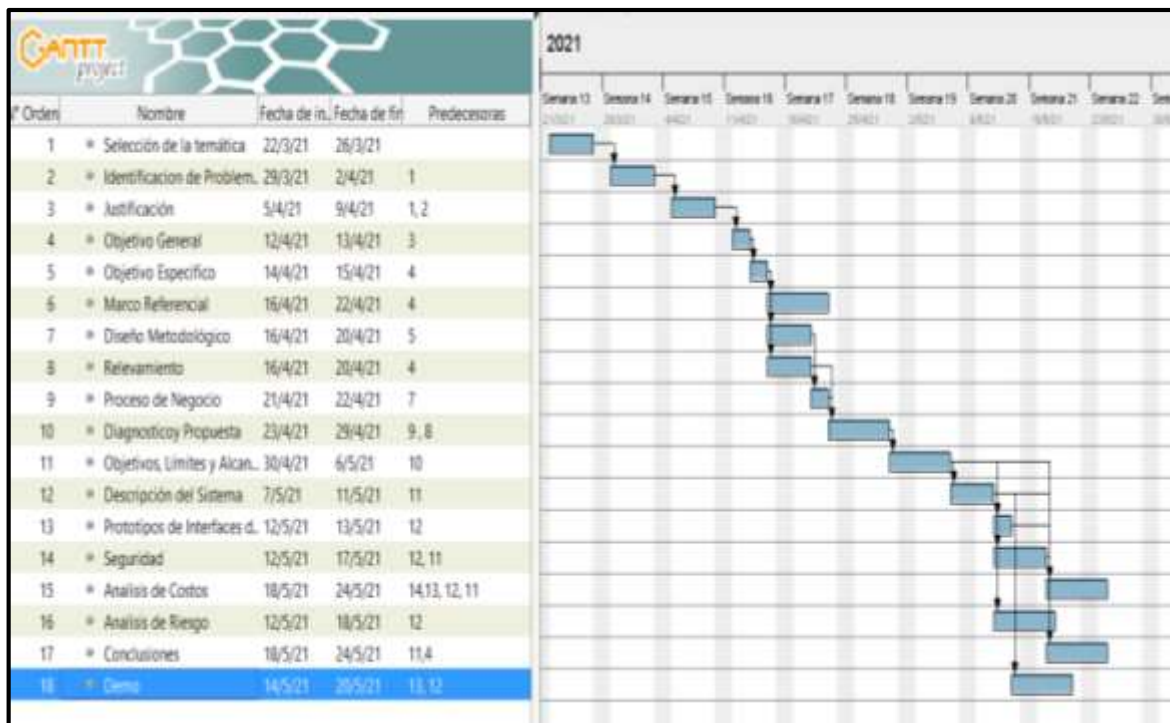 GANTT
project
2021
Semana 13 Semana 14 Semana 15 Semana 16 Semana 17 Semana 18 Semana 19 Semana 20 Semana 21 Semana 22
N° Orden Nombre Fecha de in... Fecha de fin Predecesoras
1 Selección de la temática 22/3/21 26/3/21
2 Identificacion de Problem... 29/3/21 2/4/21 1
3 Justificación 5/4/21 9/4/21 1, 2
4 Objetivo General 12/4/21 13/4/21 3
5 Objetivo Específico 14/4/21 15/4/21 4
6 Marco Referencial 16/4/21 22/4/21 4
7 Diseño Metodológico 16/4/21 20/4/21 5
8 Relevamiento 16/4/21 20/4/21 4
9 Proceso de Negocio 21/4/21 22/4/21 7
10 Diagnosticoy Propuesta 23/4/21 29/4/21 9, 8
11 Objetivos, Límites y Alcan... 30/4/21 6/5/21 10
12 Descripción del Sistema 7/5/21 11/5/21 11
13 Prototipos de Interfaces d... 12/5/21 13/5/21 12
14 Seguridad 12/5/21 17/5/21 12, 11
15 Analisis de Costos 18/5/21 24/5/21 14,13, 12, 11
16 Analisis de Riesgo 12/5/21 18/5/21 12
17 Conclusiones 18/5/21 24/5/21 11,4
18 Demo 14/5/21 20/5/21 13, 12